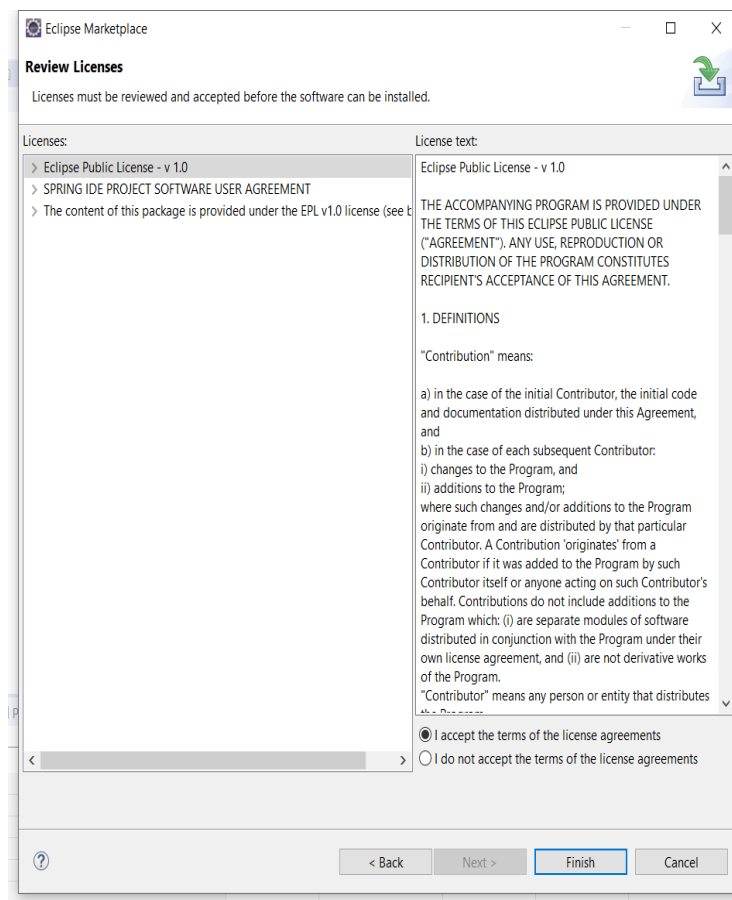 Eclipse Marketplace
Review Licenses
Licenses must be reviewed and accepted before the software can be installed.
Licenses:
Eclipse Public License - v 1.0
SPRING IDE PROJECT SOFTWARE USER AGREEMENT
The content of this package is provided under the EPL v1.0 license (see b
License text:
Eclipse Public License - v 1.0
THE ACCOMPANYING PROGRAM IS PROVIDED UNDER
THE TERMS OF THIS ECLIPSE PUBLIC LICENSE
("AGREEMENT"). ANY USE, REPRODUCTION OR
DISTRIBUTION OF THE PROGRAM CONSTITUTES
RECIPIENT'S ACCEPTANCE OF THIS AGREEMENT.
1. DEFINITIONS
"Contribution" means:
a) in the case of the initial Contributor, the initial code
and documentation distributed under this Agreement,
and
b) in the case of each subsequent Contributor:
i) changes to the Program, and
ii) additions to the Program;
where such changes and/or additions to the Program
originate from and are distributed by that particular
Contributor. A Contribution 'originates' from a
Contributor if it was added to the Program by such
Contributor itself or anyone acting on such Contributor's
behalf. Contributions do not include additions to the
Program which: (i) are separate modules of software
distributed in conjunction with the Program under their
own license agreement, and (ii) are not derivative works
of the Program.
"Contributor" means any person or entity that distributes
the Program.
I accept the terms of the license agreements
I do not accept the terms of the license agreements
< Back
Next >
Finish
Cancel